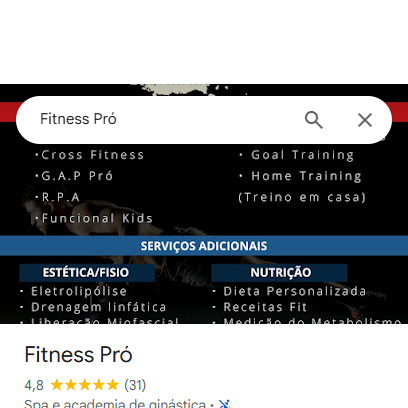 Fitness Pró
•Cross Fitness
• Goal Training
•G.A.P Pró
• Home Training
•R.P.A
(Treino em casa)
•Funcional Kids
SERVIÇOS ADICIONAIS
ESTÉTICA/FISIO
NUTRIÇÃO
• Eletrolipólise
• Dieta Personalizada
• Drenagem linfática
• Receitas Fit
• Liberação Miofascial
• Medição do Metabolismo
Fitness Pró
4,8 ★★★★★ (31)
Spa e academia de ginástica •